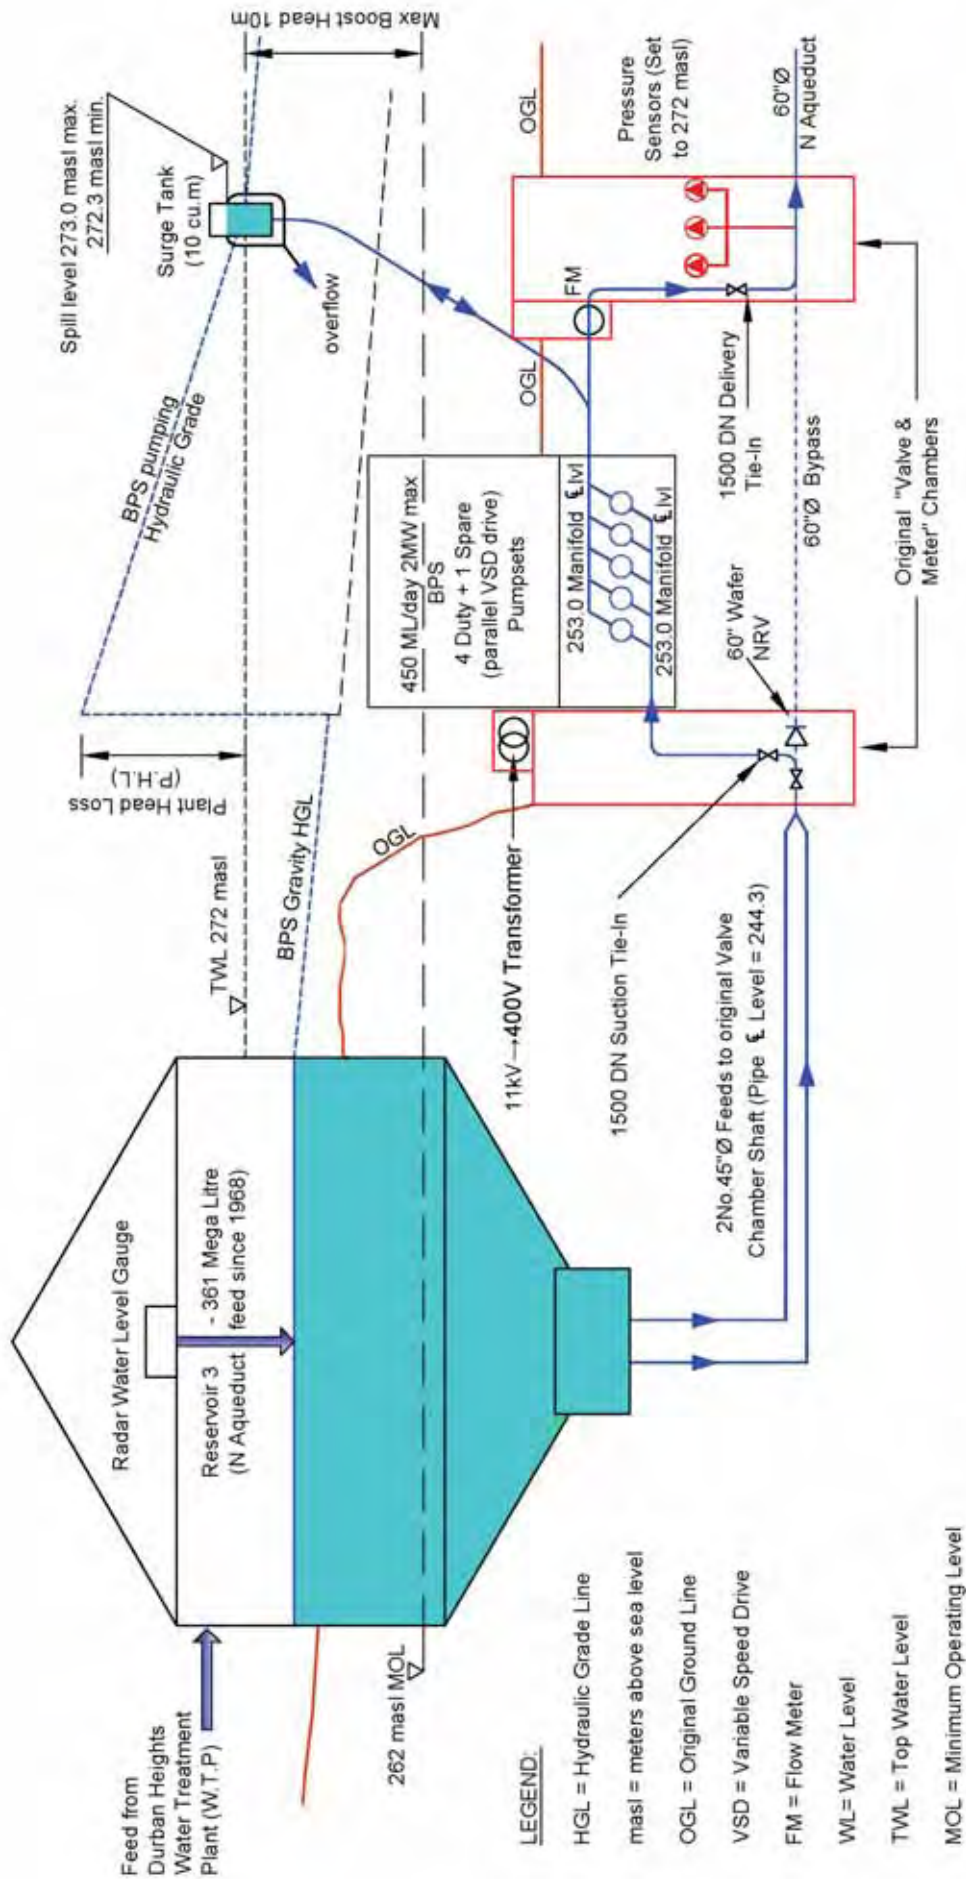 Feed from
Durban Heights
Water Treatment
Plant (W.T.P)
Radar Water Level Gauge
Reservoir 3 - 361 Mega Litre
(N Aqueduct feed since 1968)
262 masl MOL
TWL 272 masl
BPS Gravity HGL
OGL
Plant Head Loss
(P.H.L)
BPS pumping
Hydraulic Grade
Spill level 273.0 masl max.
272.3 masl min.
Surge Tank
(10 cu.m)
overflow
Max Boost Head 10m
11kV→400V Transformer
450 ML/day 2MW max
BPS
4 Duty + 1 Spare
(parallel VSD drive)
Pumpsets
253.0 Manifold ℄ lvl
253.0 Manifold ℄ lvl
OGL
FM
OGL
Pressure
Sensors (Set
to 272 masl)
60"Ø
N Aqueduct
1500 DN Suction Tie-In
2No.45"Ø Feeds to original Valve
Chamber Shaft (Pipe ℄ Level = 244.3)
60" Wafer
NRV
1500 DN Delivery
Tie-In
60"Ø Bypass
Original "Valve &
Meter" Chambers
LEGEND:
HGL = Hydraulic Grade Line
masl = meters above sea level
OGL = Original Ground Line
VSD = Variable Speed Drive
FM = Flow Meter
WL= Water Level
TWL = Top Water Level
MOL = Minimum Operating Level